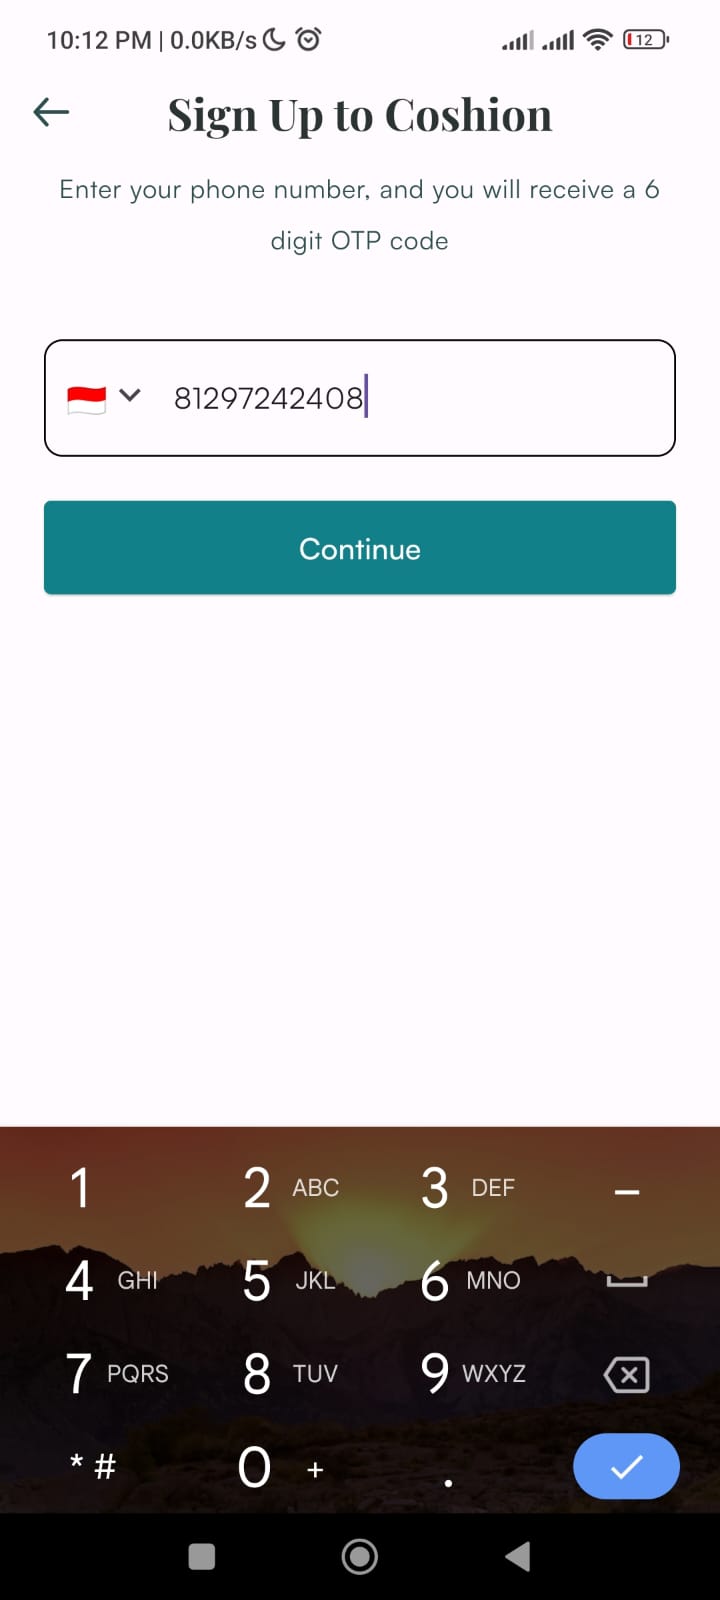 10:12 PM | 0.0KB/s 12
Sign Up to Coshion
Enter your phone number, and you will receive a 6
digit OTP code
81297242408
Continue
1 2 ABC 3 DEF –
4 GHI 5 JKL 6 MNO
7 PQRS 8 TUV 9 WXYZ
* # 0 + .